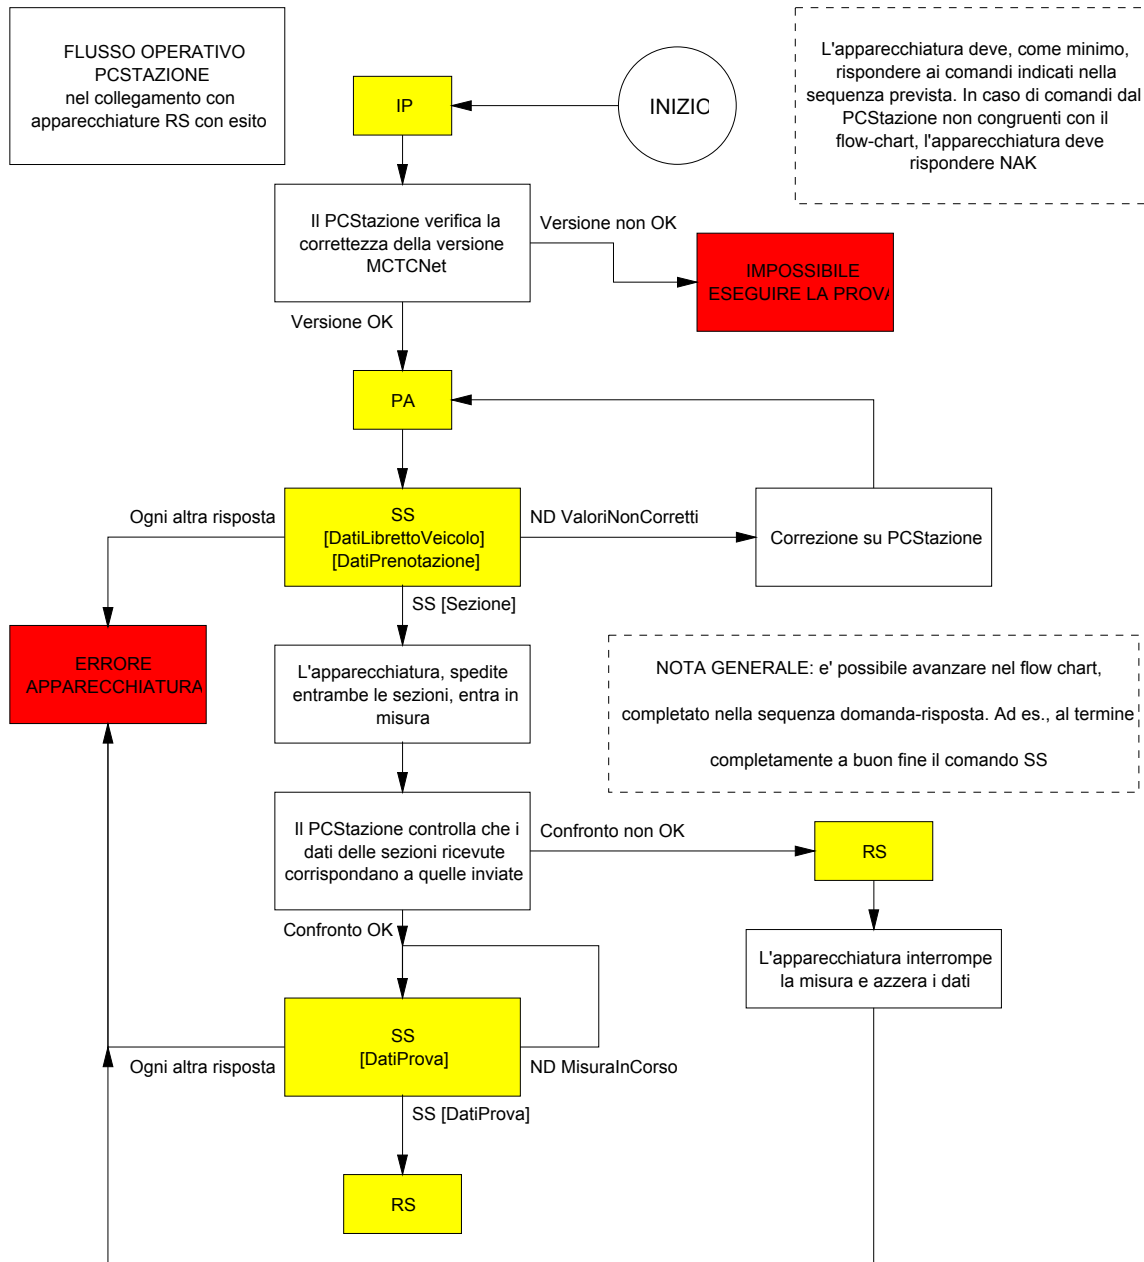 FLUSSO OPERATIVO
PCSTAZIONE
nel collegamento con
apparecchiature RS con esito
IP
INIZIO
L'apparecchiatura deve, come minimo,
rispondere ai comandi indicati nella
sequenza prevista. In caso di comandi dal
PCStazione non congruenti con il
flow-chart, l'apparecchiatura deve
rispondere NAK
Il PCStazione verifica la
correttezza della versione
MCTCNet
Versione non OK
IMPOSSIBILE
ESEGUIRE LA PROVA
Versione OK
PA
Ogni altra risposta
SS
[DatiLibrettoVeicolo]
[DatiPrenotazione]
ND ValoriNonCorretti
Correzione su PCStazione
SS [Sezione]
ERRORE
APPARECCHIATURA
L'apparecchiatura, spedite
entrambe le sezioni, entra in
misura
NOTA GENERALE: e' possibile avanzare nel flow chart,
completato nella sequenza domanda-risposta. Ad es., al termine
completamente a buon fine il comando SS
Il PCStazione controlla che i
dati delle sezioni ricevute
corrispondano a quelle inviate
Confronto non OK
RS
Confronto OK
L'apparecchiatura interrompe
la misura e azzera i dati
SS
[DatiProva]
Ogni altra risposta
ND MisuraInCorso
SS [DatiProva]
RS